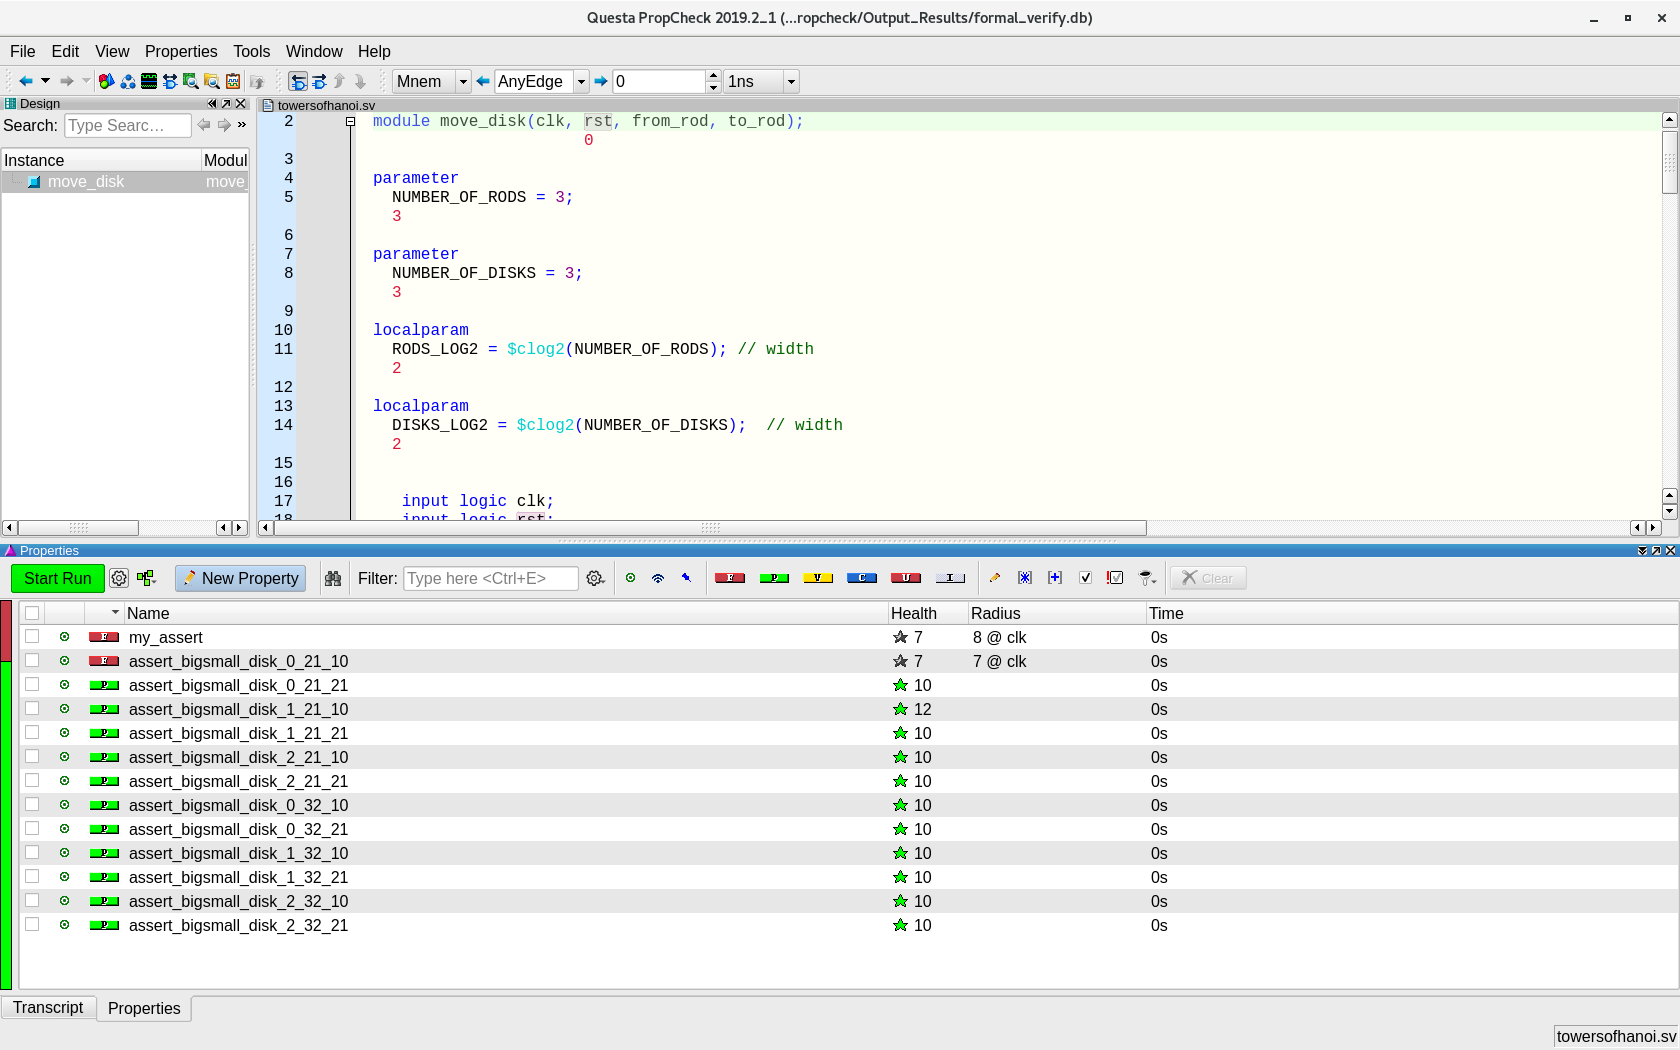 Questa PropCheck 2019.2_1 (...ropcheck/Output_Results/formal_verify.db)
File Edit View Properties Tools Window Help
Mnem AnyEdge 0 1ns
Design
Search: Type Searc...
Instance Modul
move_disk move_
towersofhanoi.sv
2 module move_disk(clk, rst, from_rod, to_rod);
0
3
4 parameter
5 NUMBER_OF_RODS = 3;
3
6
7 parameter
8 NUMBER_OF_DISKS = 3;
3
9
10 localparam
11 RODS_LOG2 = $clog2(NUMBER_OF_RODS); // width
2
12
13 localparam
14 DISKS_LOG2 = $clog2(NUMBER_OF_DISKS);  // width
2
15
16
17 input logic clk;
18 input logic rst;
Properties
Start Run New Property Filter: Type here <Ctrl+E> F P V C U I Clear
Name Health Radius Time
F my_assert 7 8 @ clk 0s
F assert_bigsmall_disk_0_21_10 7 7 @ clk 0s
P assert_bigsmall_disk_0_21_21 10 0s
P assert_bigsmall_disk_1_21_10 12 0s
P assert_bigsmall_disk_1_21_21 10 0s
P assert_bigsmall_disk_2_21_10 10 0s
P assert_bigsmall_disk_2_21_21 10 0s
P assert_bigsmall_disk_0_32_10 10 0s
P assert_bigsmall_disk_0_32_21 10 0s
P assert_bigsmall_disk_1_32_10 10 0s
P assert_bigsmall_disk_1_32_21 10 0s
P assert_bigsmall_disk_2_32_10 10 0s
P assert_bigsmall_disk_2_32_21 10 0s
Transcript Properties
towersofhanoi.sv